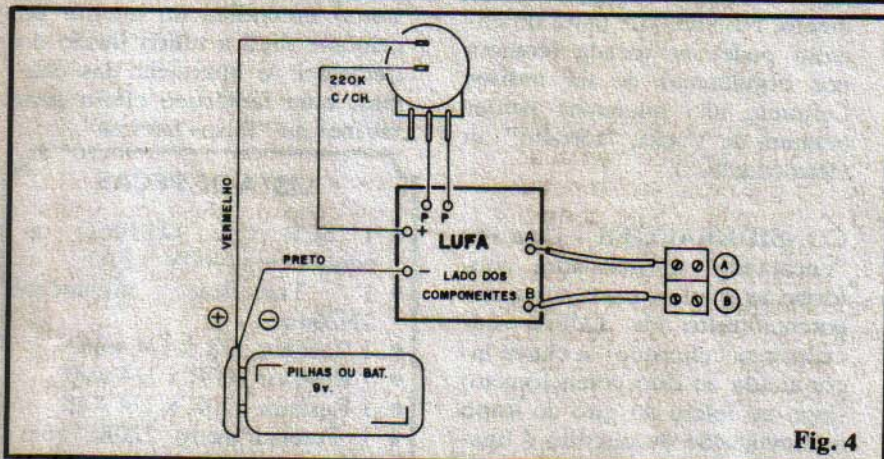 220K
C/CH.
VERMELHO
P P
+
LUFA
A
PRETO
-
LADO DOS
COMPONENTES
B
A
B
+ -
PILHAS OU BAT.
9v.
Fig. 4